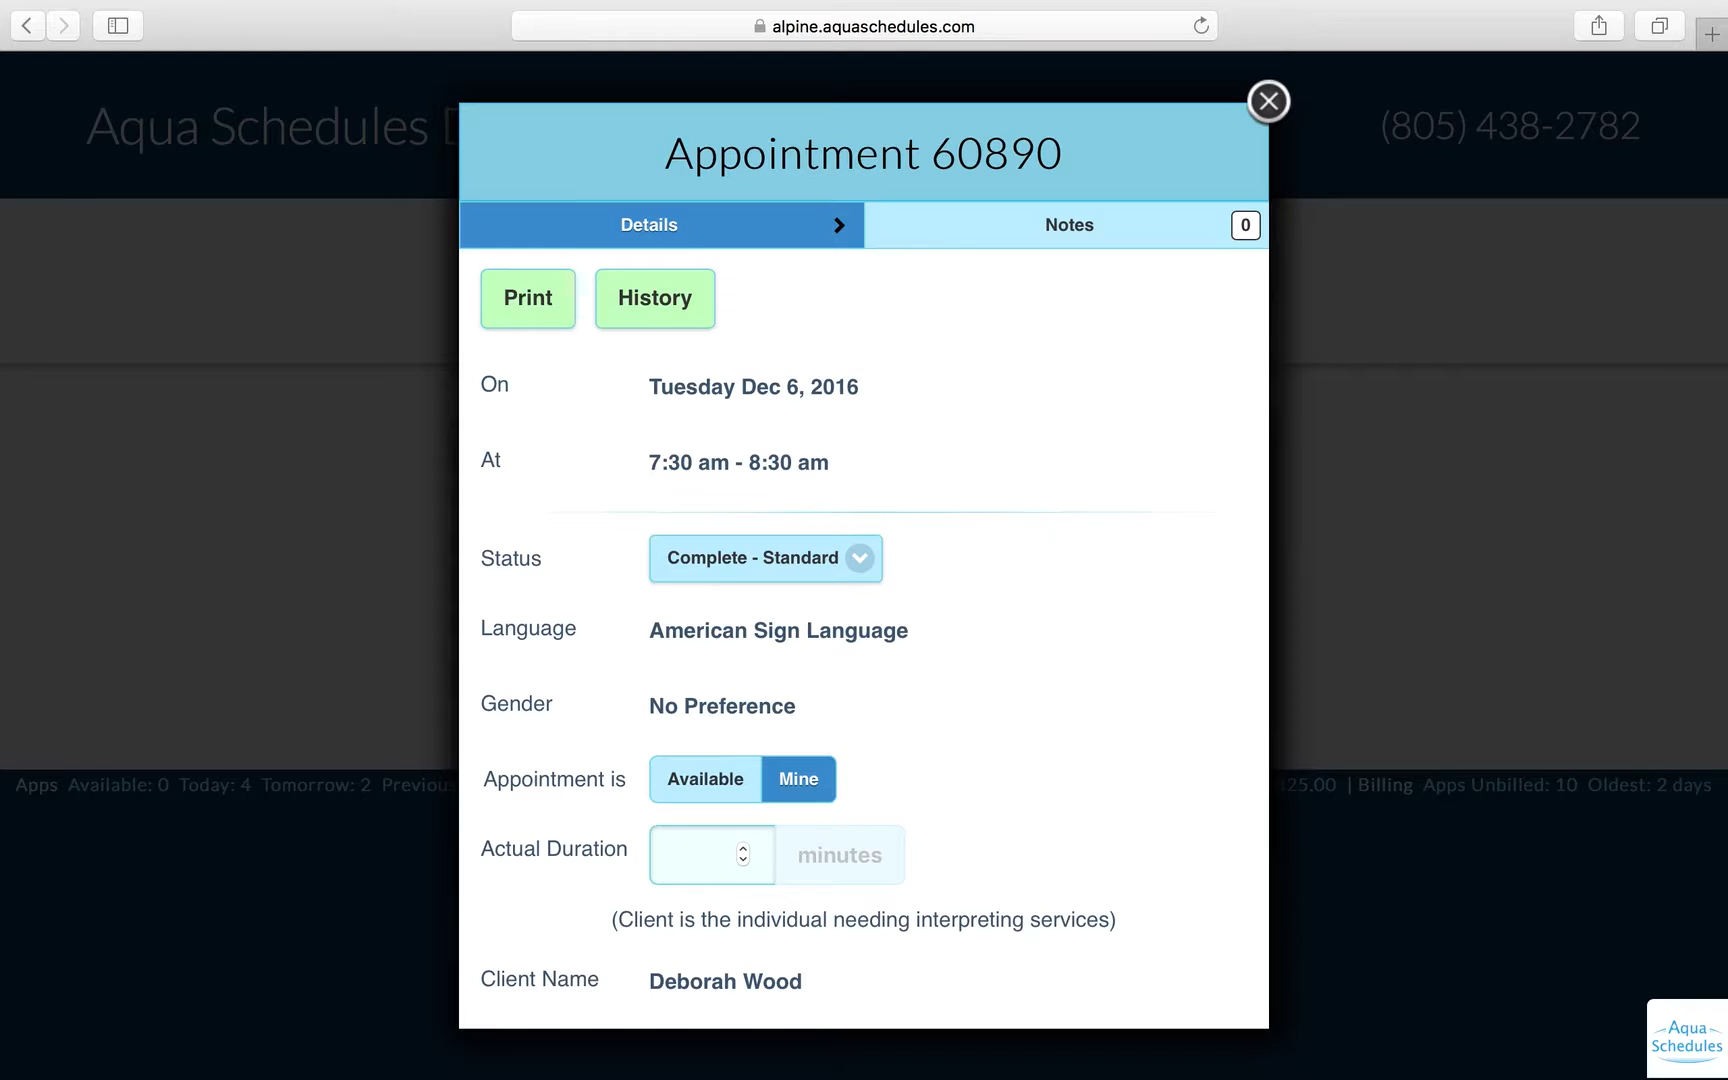 alpine.aquaschedules.com
Aqua Schedules
(805) 438-2782
Appointment 60890
Details
Notes
0
Print
History
On
Tuesday Dec 6, 2016
At
7:30 am - 8:30 am
Status
Complete - Standard
Language
American Sign Language
Gender
No Preference
Appointment is
Available
Mine
Apps Available: 0 Today: 4 Tomorrow: 2
25.00 | Billing Apps Unbilled: 10 Oldest: 2 days
Actual Duration
minutes
(Client is the individual needing interpreting services)
Client Name
Deborah Wood
Aqua
Schedules